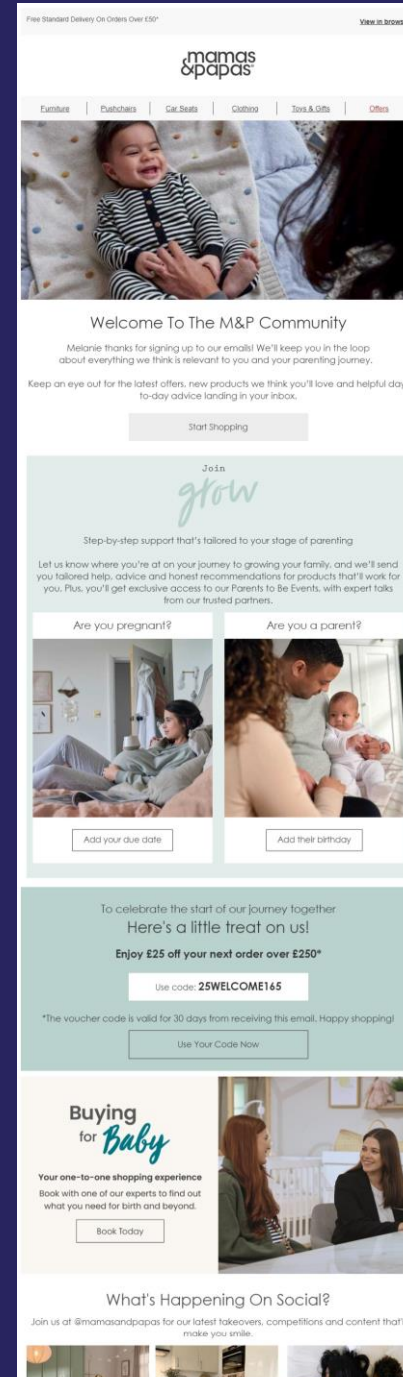 Free Standard Delivery On Orders Over £50*
View in brows
mamas
&papas
Furniture | Pushchairs | Car Seats | Clothing | Toys & Gifts | Offers
Welcome To The M&P Community
Melanie thanks for signing up to our emails! We'll keep you in the loop
about everything we think is relevant to you and your parenting journey.
Keep an eye out for the latest offers, new products we think you'll love and helpful day
to-day advice landing in your inbox.
Start Shopping
Join
grow
Step-by-step support that's tailored to your stage of parenting
Let us know where you're at on your journey to growing your family, and we'll send
you tailored help, advice and honest recommendations for products that'll work for
you. Plus, you'll get exclusive access to our Parents to Be Events, with expert talks
from our trusted partners.
Are you pregnant?
Are you a parent?
Add your due date
Add their birthday
To celebrate the start of our journey together
Here's a little treat on us!
Enjoy £25 off your next order over £250*
Use code: 25WELCOME165
*The voucher code is valid for 30 days from receiving this email. Happy shopping!
Use Your Code Now
Buying
for Baby
Your one-to-one shopping experience
Book with one of our experts to find out
what you need for birth and beyond.
Book Today
What's Happening On Social?
Join us at @mamasandpapas for our latest takeovers, competitions and content that'
make you smile.